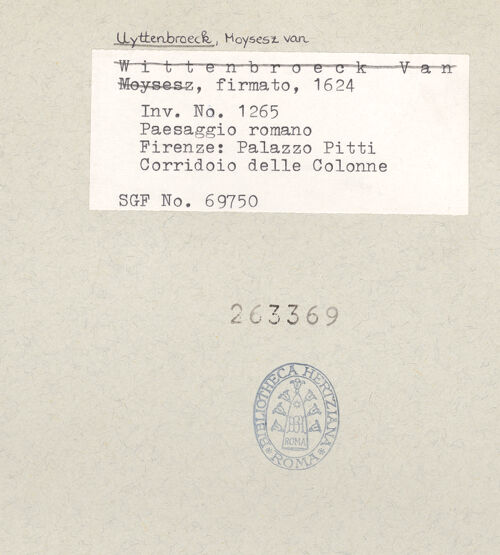 Uyttenbroeck, Moysesz van
Wittenbroeck Van
Moysesz, firmato, 1624
Inv. No. 1265
Paesaggio romano
Firenze: Palazzo Pitti
Corridoio delle Colonne
SGF No. 69750
263369
BIBLIOTHECA HERTZIANA
ROMA
ROMA